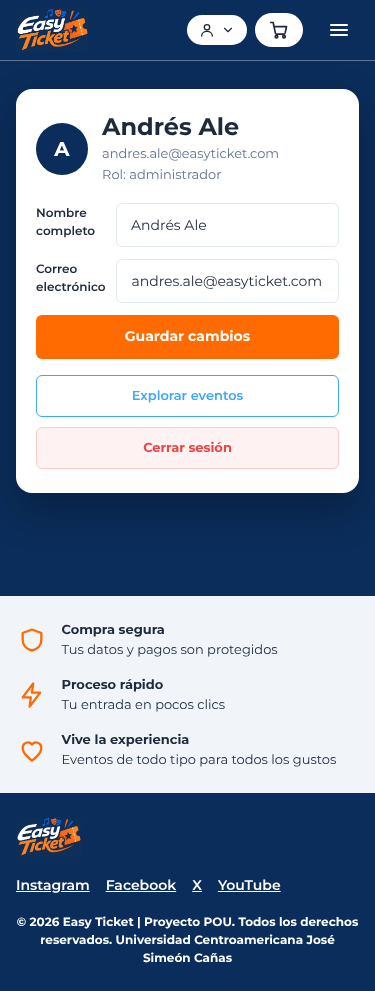 Easy
Ticket
A
Andrés Ale
andres.ale@easyticket.com
Rol: administrador
Nombre
completo
Andrés Ale
Correo
electrónico
andres.ale@easyticket.com
Guardar cambios
Explorar eventos
Cerrar sesión
Compra segura
Tus datos y pagos son protegidos
Proceso rápido
Tu entrada en pocos clics
Vive la experiencia
Eventos de todo tipo para todos los gustos
Easy
Ticket
Instagram Facebook X YouTube
© 2026 Easy Ticket | Proyecto POU. Todos los derechos
reservados. Universidad Centroamericana José
Simeón Cañas